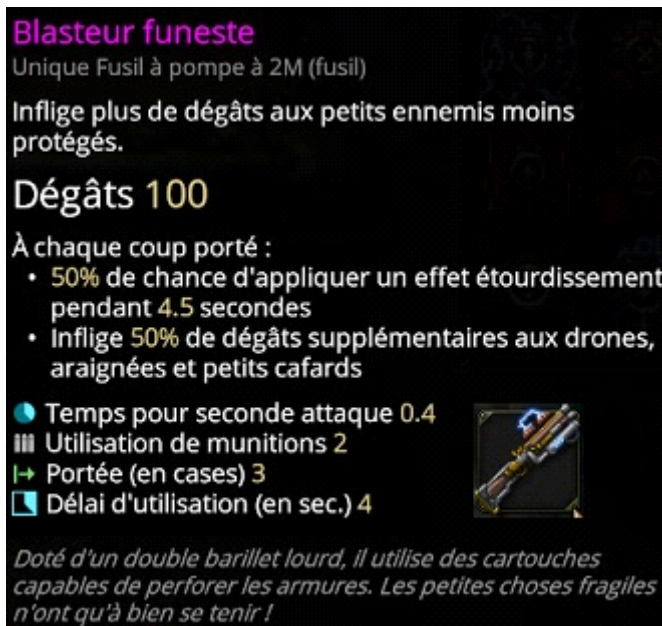 Blasteur funeste
Unique Fusil à pompe à 2M (fusil)
Inflige plus de dégâts aux petits ennemis moins
protégés.
Dégâts 100
À chaque coup porté :
• 50% de chance d'appliquer un effet étourdissement
pendant 4.5 secondes
• Inflige 50% de dégâts supplémentaires aux drones,
araignées et petits cafards
Temps pour seconde attaque 0.4
Utilisation de munitions 2
Portée (en cases) 3
Délai d'utilisation (en sec.) 4
Doté d'un double barillet lourd, il utilise des cartouches
capables de perforer les armures. Les petites choses fragiles
n'ont qu'à bien se tenir !